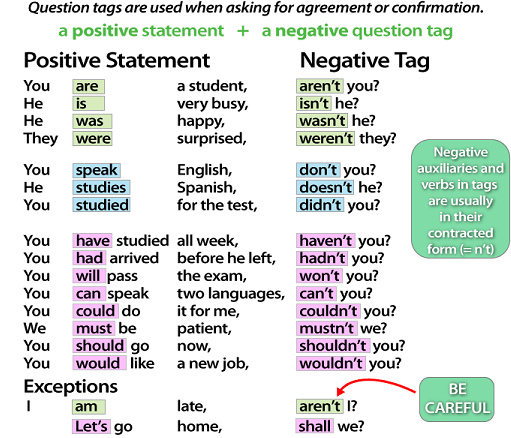 Question tags are used when asking for agreement or confirmation.
a positive statement + a negative question tag
Positive Statement Negative Tag
You are a student, aren't you?
He is very busy, isn't he?
He was happy, wasn't he?
They were surprised, weren't they?
You speak English, don't you?
He studies Spanish, doesn't he?
You studied for the test, didn't you?
Negative
auxiliaries and
verbs in tags
are usually
in their
contracted
form (= n't)
You have studied all week, haven't you?
You had arrived before he left, hadn't you?
You will pass the exam, won't you?
You can speak two languages, can't you?
You could do it for me, couldn't you?
We must be patient, mustn't we?
You should go now, shouldn't you?
You would like a new job, wouldn't you?
Exceptions
I am late, aren't I?
Let's go home, shall we?
BE
CAREFUL